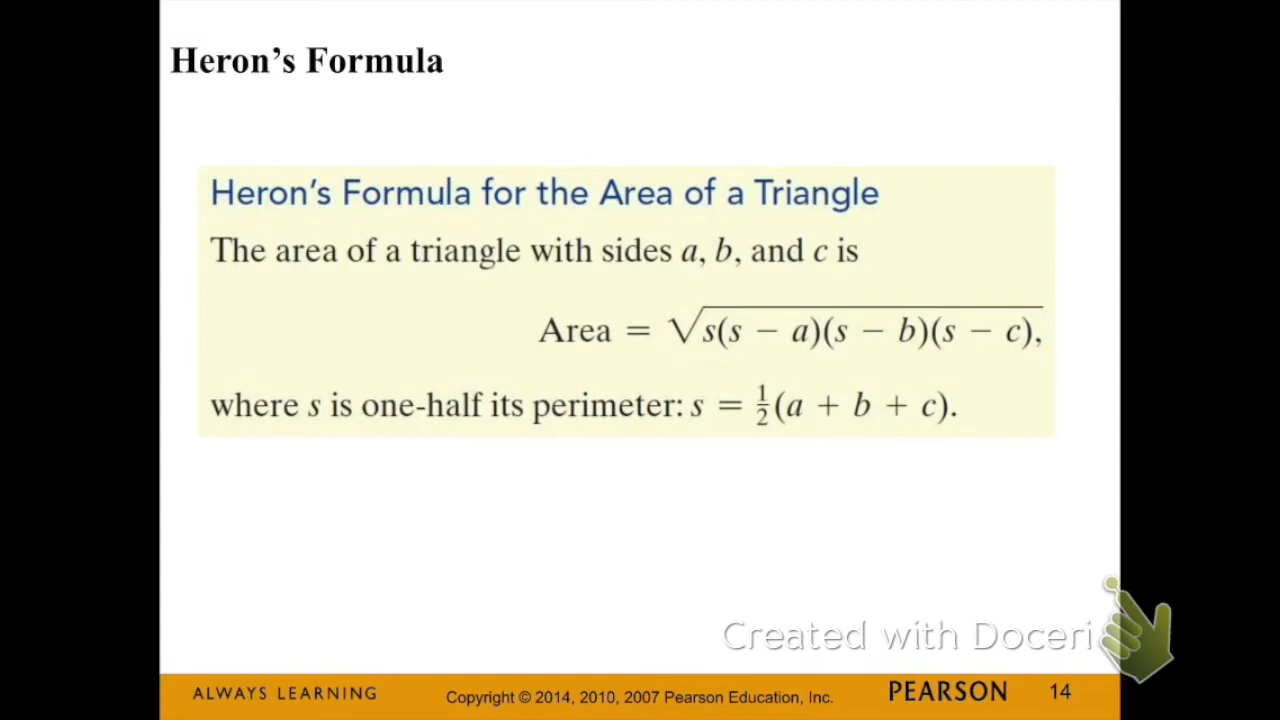 Heron’s Formula
Heron’s Formula for the Area of a Triangle
The area of a triangle with sides a, b, and c is
Area = √s(s − a)(s − b)(s − c),
where s is one-half its perimeter: s = ½(a + b + c).
Created with Doceri
ALWAYS LEARNING Copyright © 2014, 2010, 2007 Pearson Education, Inc. PEARSON 14